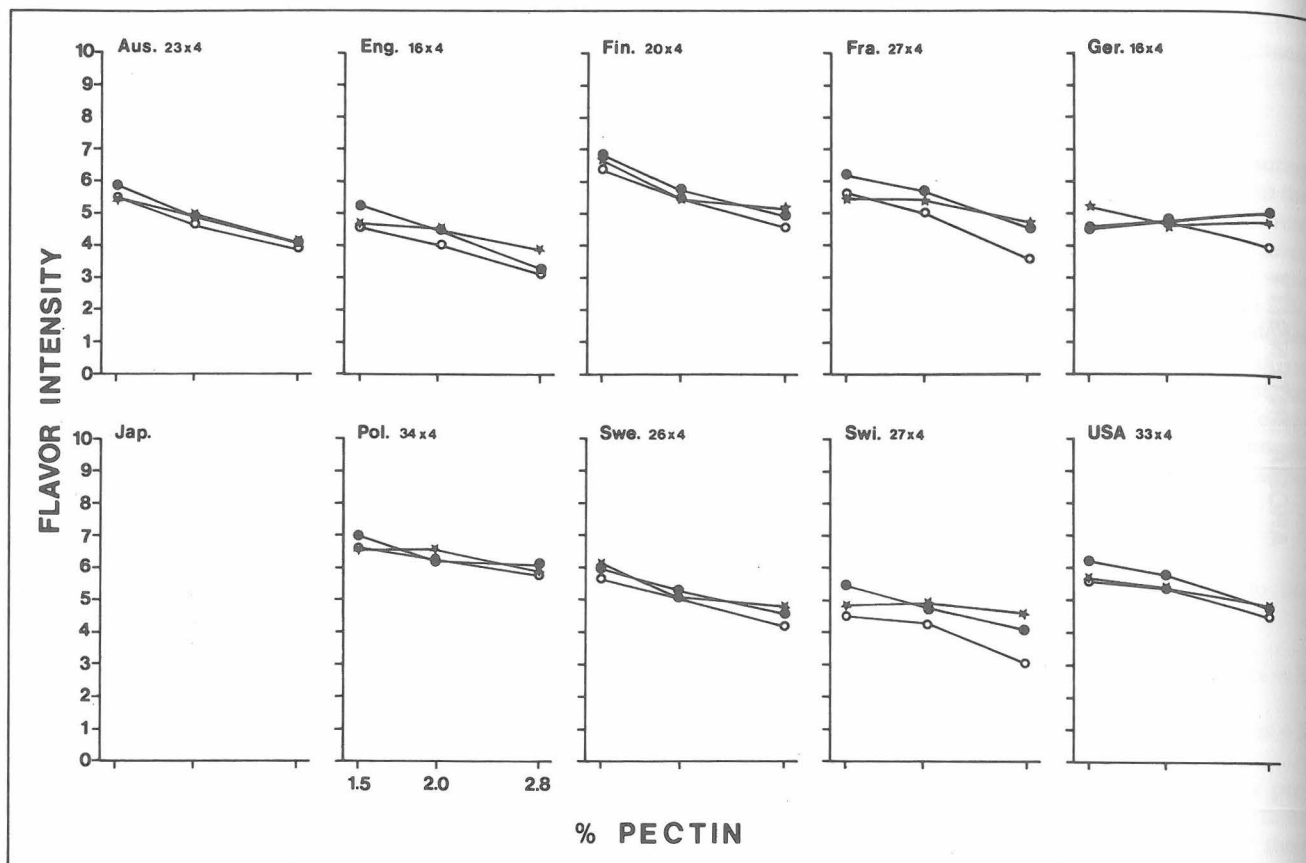 FLAVOR INTENSITY
Aus. 23x4
10
9
8
7
6
5
4
3
2
1
0
Eng. 16x4
Fin. 20x4
Fra. 27x4
Ger. 16x4
Jap.
10
9
8
7
6
5
4
3
2
1
0
Pol. 34x4
Swe. 26x4
Swi. 27x4
USA 33x4
1.5 2.0 2.8
% PECTIN